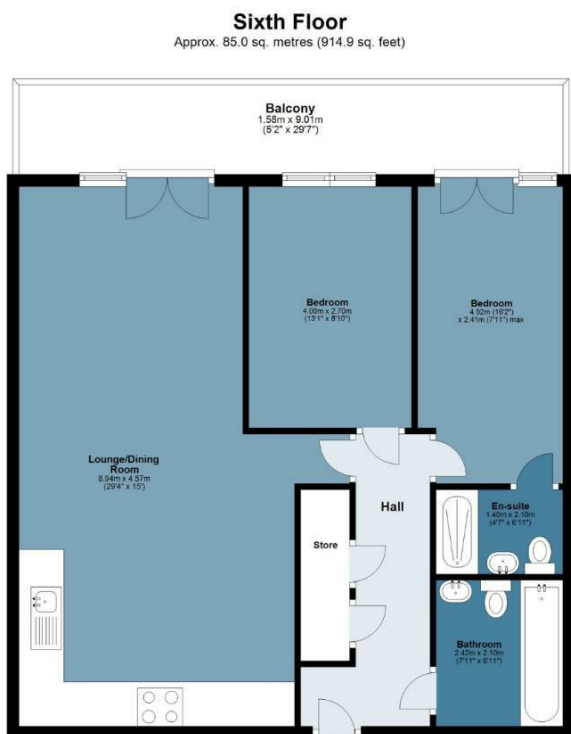 Sixth Floor
Approx. 85.0 sq. metres (914.9 sq. feet)
Balcony
1.58m x 9.01m
(5'2" x 29'7")
Bedroom
4.00m x 2.70m
(13'1" x 8'10")
Bedroom
4.92m (16'2")
x 2.41m (7'11") max
Lounge/Dining
Room
8.94m x 4.57m
(29'4" x 15')
Hall
Store
En-suite
1.40m x 2.10m
(4'7" x 6'11")
Bathroom
2.42m x 2.10m
(7'11" x 6'11")